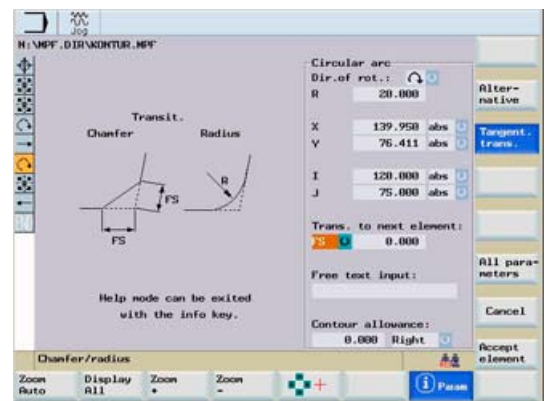 Jog
N:\MPF.DIR\KONTUR.MPF
Transit.
Chamfer Radius
R
FS
FS
Help mode can be exited
with the info key.
Circular arc
Dir.of rot.:
R 20.000
X 139.950 abs
Y 76.411 abs
I 120.000 abs
J 75.000 abs
Trans. to next element:
FS 0.000
Free text input:
Contour allowance:
0.000 Right
Chamfer/radius
Alter-
native
Tangent.
trans.
All para-
meters
Cancel
Accept
element
Zoom
Auto
Display
All
Zoom
+
Zoom
-
i Param